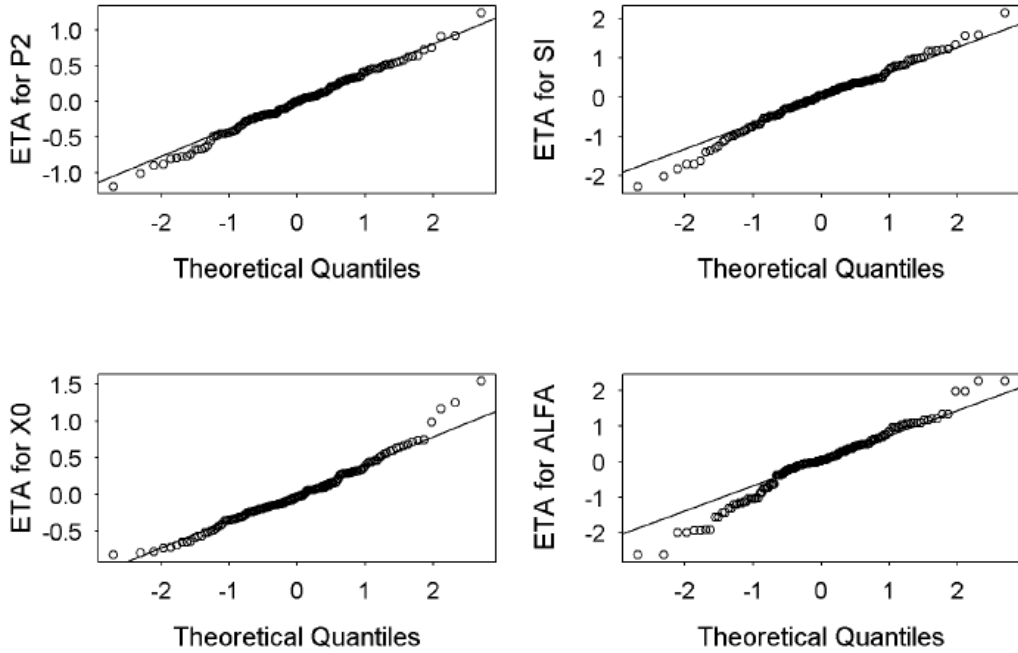 ETA for P2
1.0
0.5
0.0
-0.5
-1.0
-2 -1 0 1 2
Theoretical Quantiles
ETA for SI
2
1
0
-1
-2
-2 -1 0 1 2
Theoretical Quantiles
ETA for X0
1.5
1.0
0.5
0.0
-0.5
-2 -1 0 1 2
Theoretical Quantiles
ETA for ALFA
2
1
0
-1
-2
-2 -1 0 1 2
Theoretical Quantiles